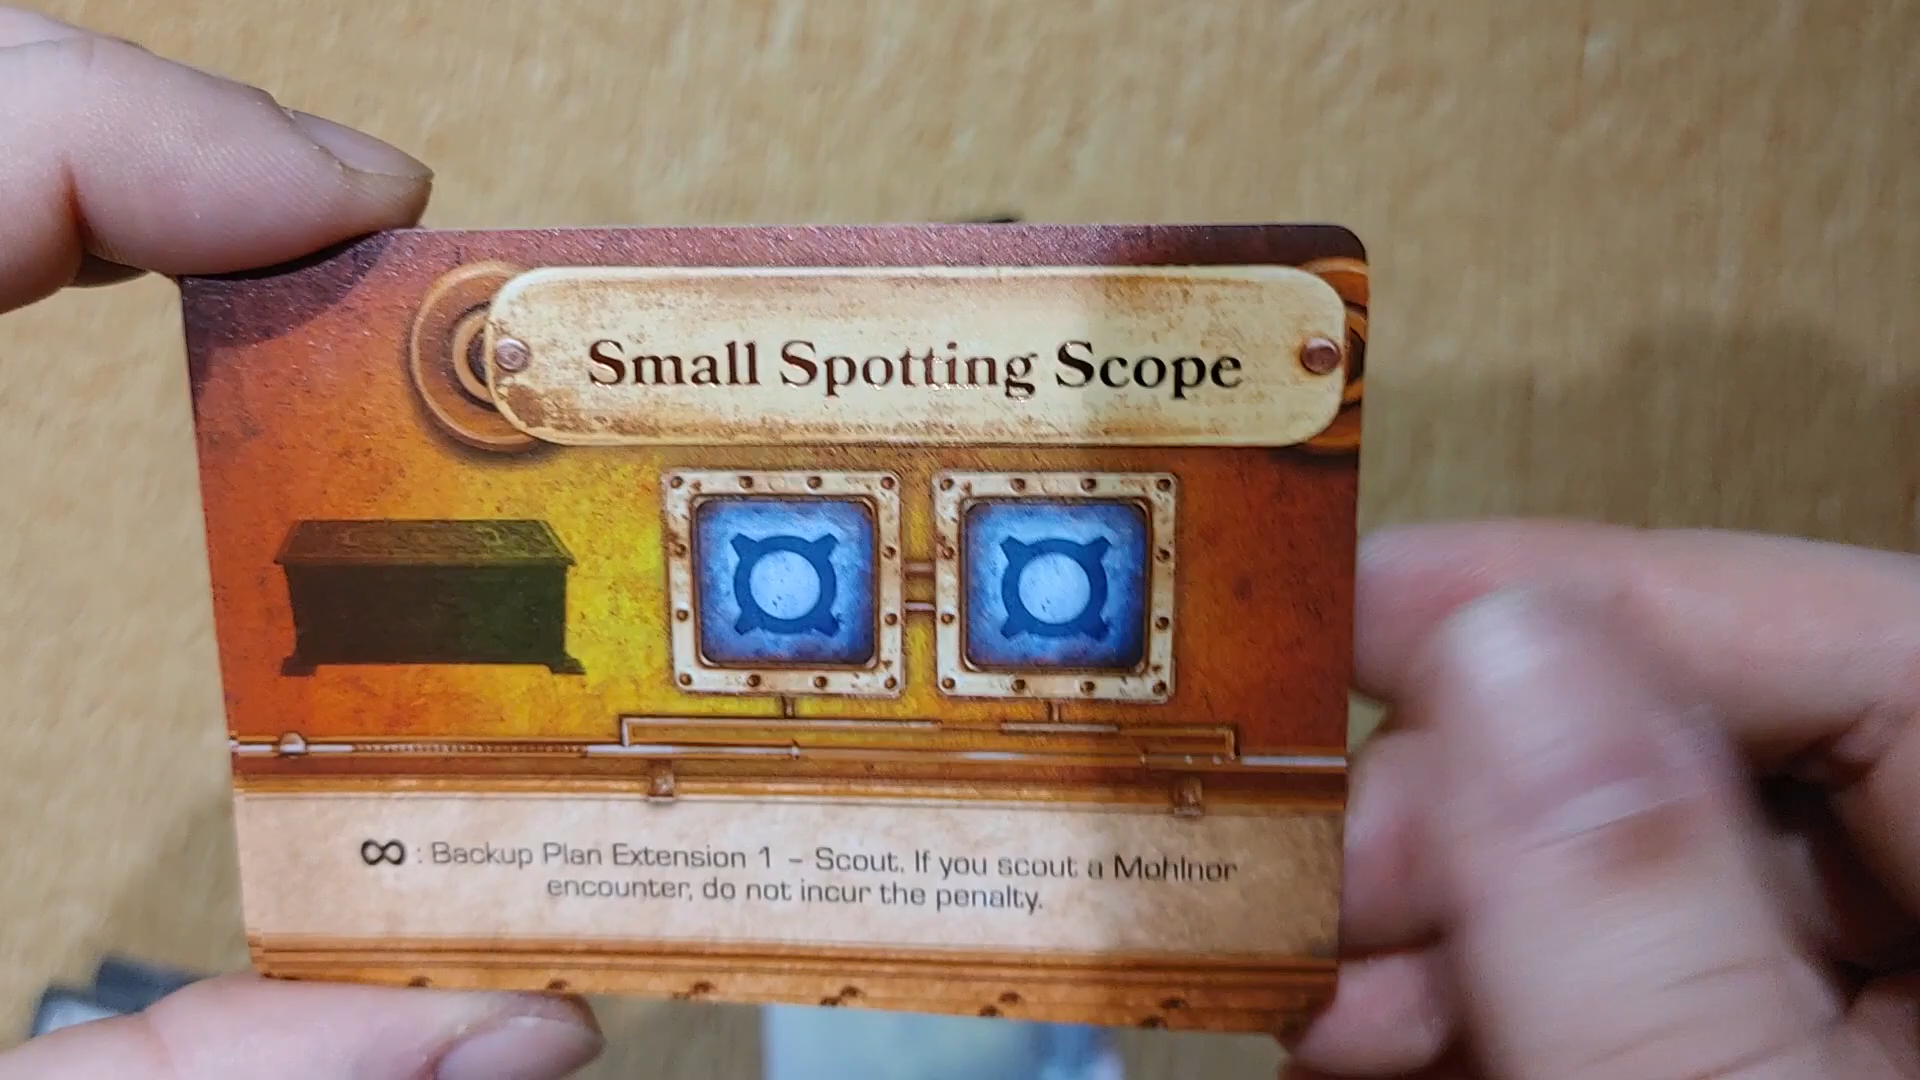 Small Spotting Scope
∞ : Backup Plan Extension 1 – Scout. If you scout a Mohlnor
encounter, do not incur the penalty.